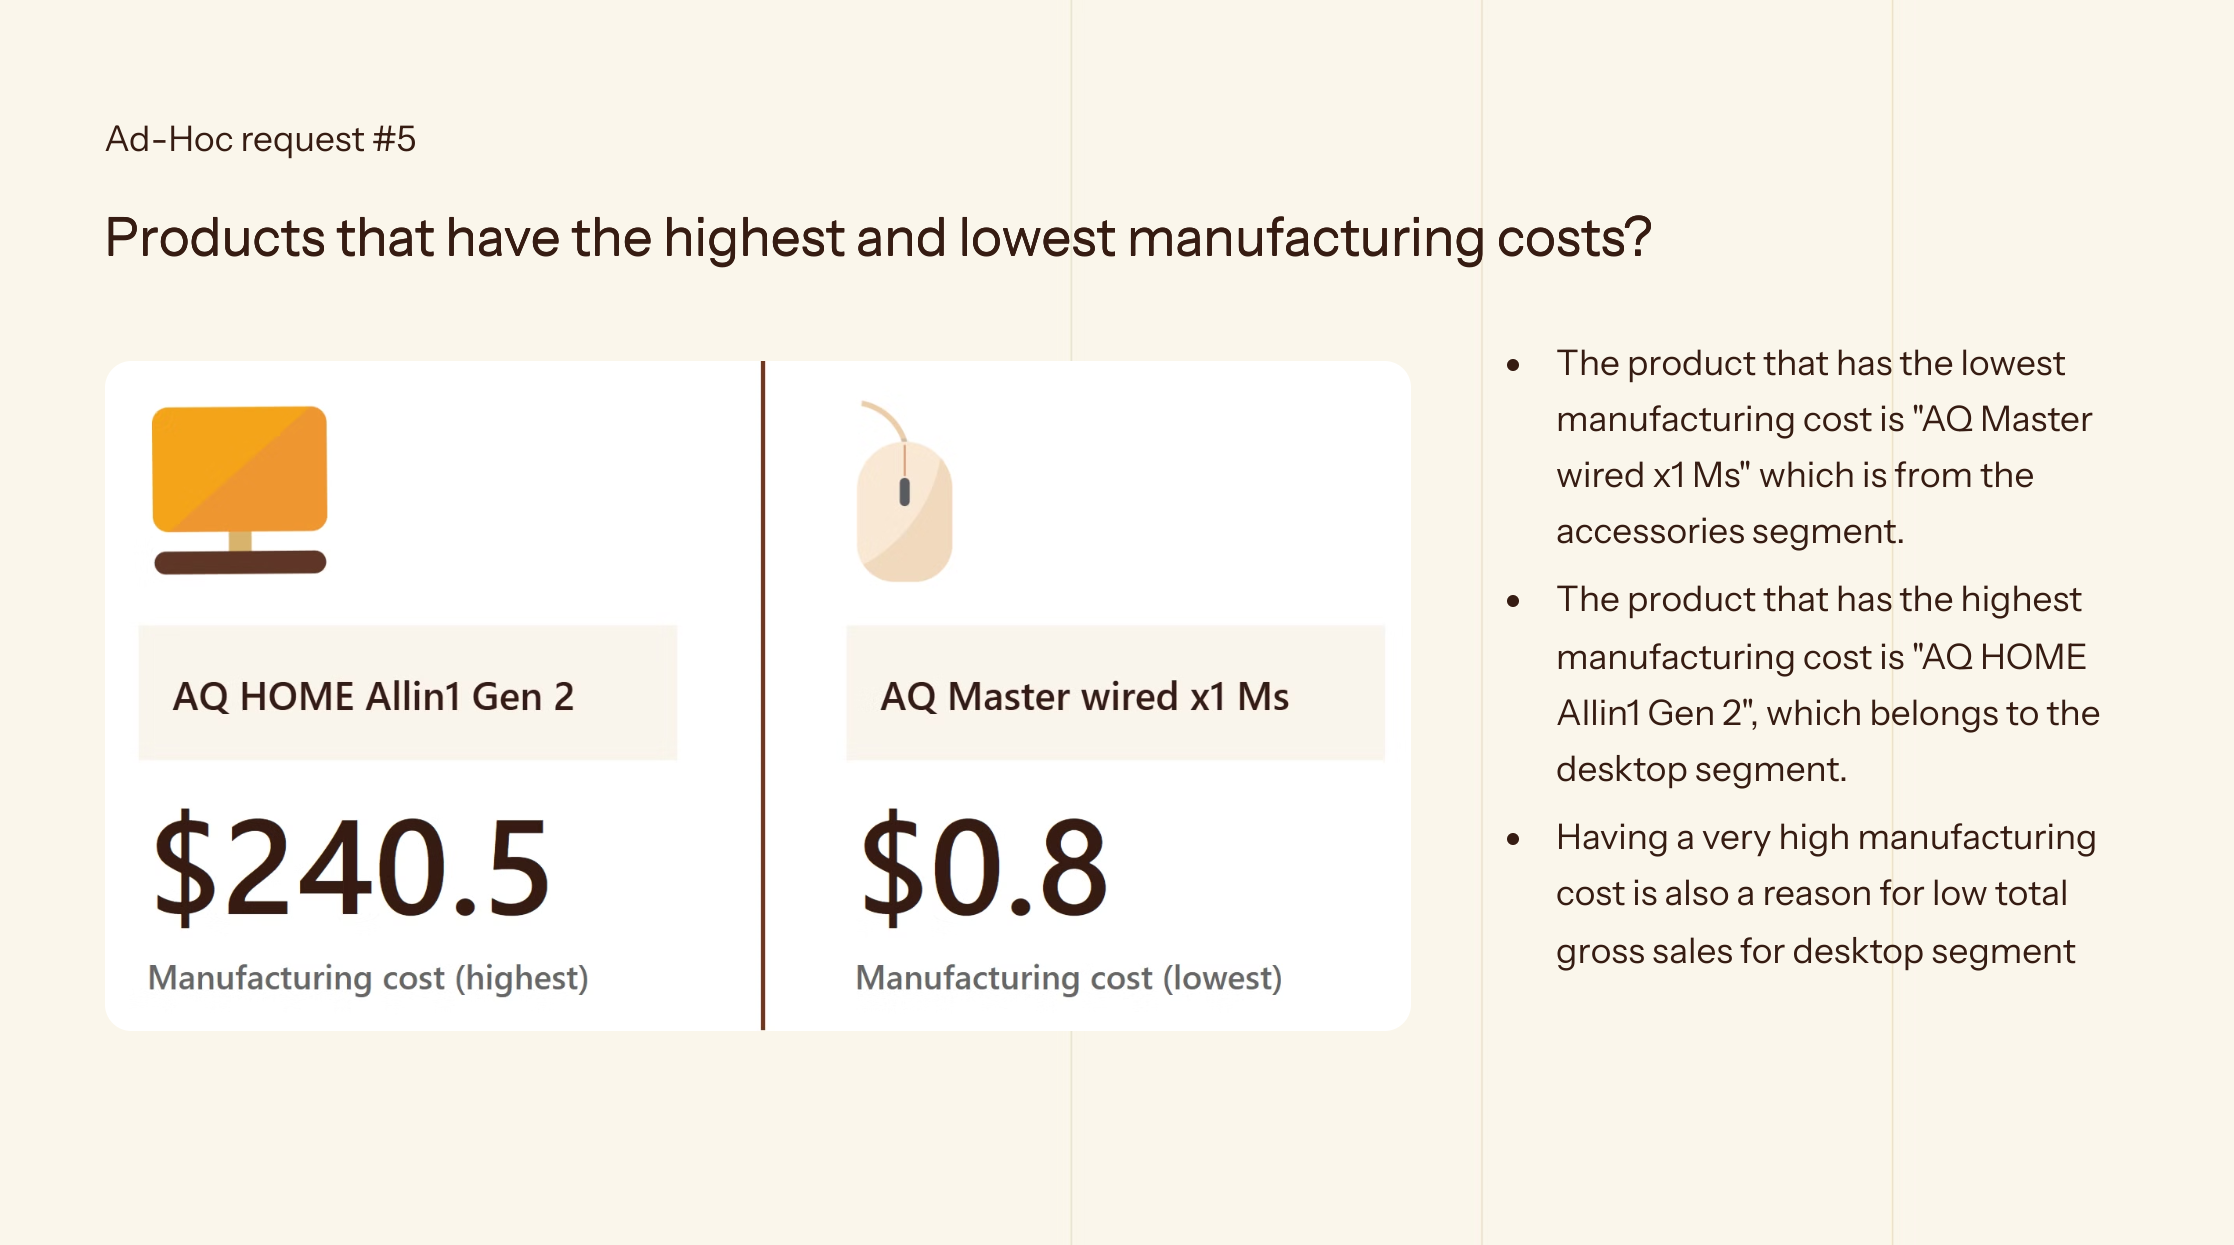 Ad-Hoc request #5
Products that have the highest and lowest manufacturing costs?
AQ HOME Allin1 Gen 2
$240.5
Manufacturing cost (highest)
AQ Master wired x1 Ms
$0.8
Manufacturing cost (lowest)
• The product that has the lowest
manufacturing cost is "AQ Master
wired x1 Ms" which is from the
accessories segment.
• The product that has the highest
manufacturing cost is "AQ HOME
Allin1 Gen 2", which belongs to the
desktop segment.
• Having a very high manufacturing
cost is also a reason for low total
gross sales for desktop segment